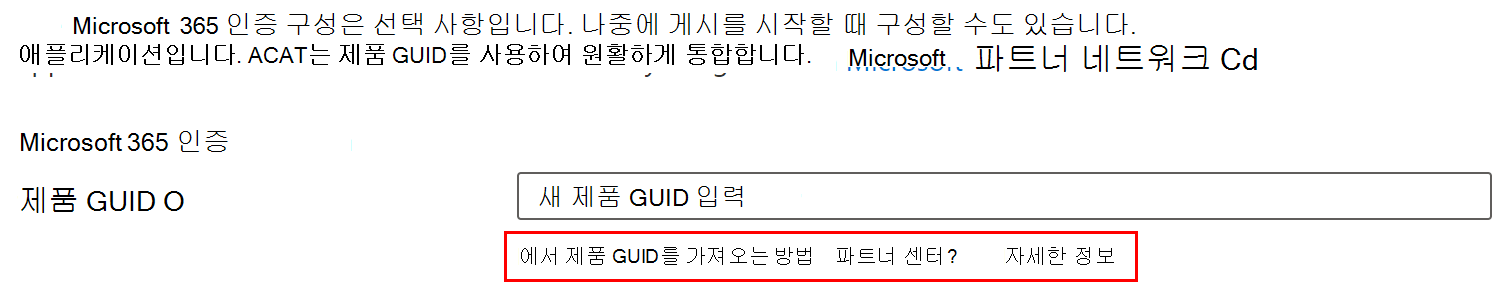 Microsoft 365 인증 구성은 선택 사항입니다. 나중에 게시를 시작할 때 구성할 수도 있습니다.
애플리케이션입니다. ACAT는 제품 GUID를 사용하여 원활하게 통합합니다. Microsoft 파트너 네트워크 Cd
Microsoft 365 인증
제품 GUID O
새 제품 GUID 입력
에서 제품 GUID를 가져오는 방법 파트너 센터? 자세한 정보